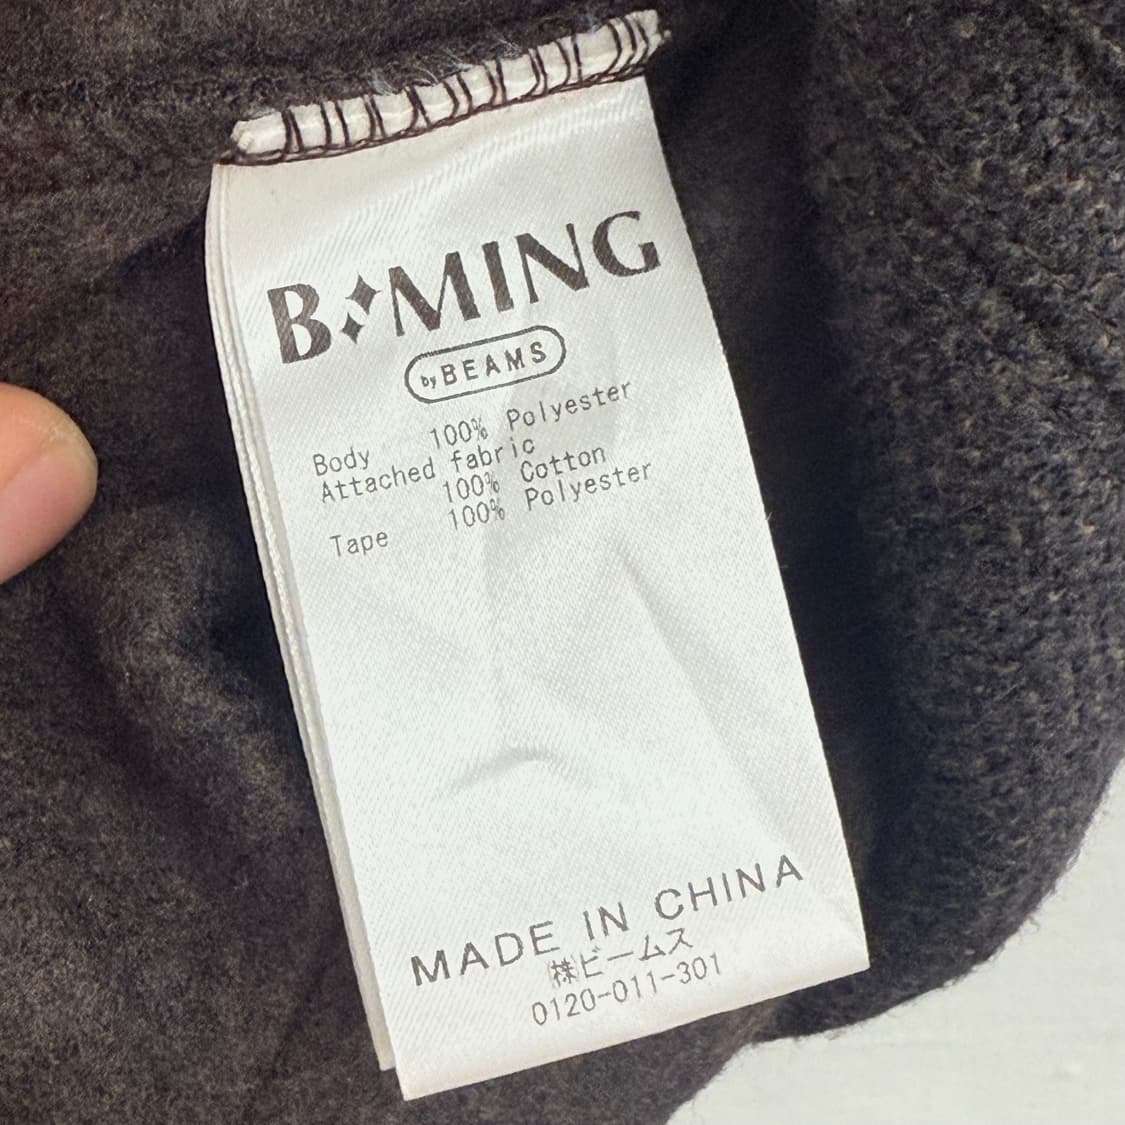 B MING
by BEAMS
Body 100% Polyester
Attached fabric
100% Cotton
Tape 100% Polyester
MADE IN CHINA
㈱ビームス
0120-011-301